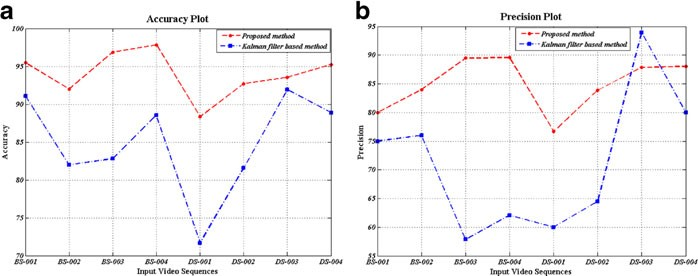 a
Accuracy Plot
Proposed method
Kalman filter based method
100
95
90
85
80
75
70
Accuracy
BS-001 BS-002 BS-003 BS-004 DS-001 DS-002 DS-003 DS-004
Input Video Sequences
b
Precision Plot
Proposed method
Kalman filter based method
95
90
85
80
75
70
65
60
55
Precision
BS-001 BS-002 BS-003 BS-004 DS-001 DS-002 DS-003 DS-004
Input Video Sequences